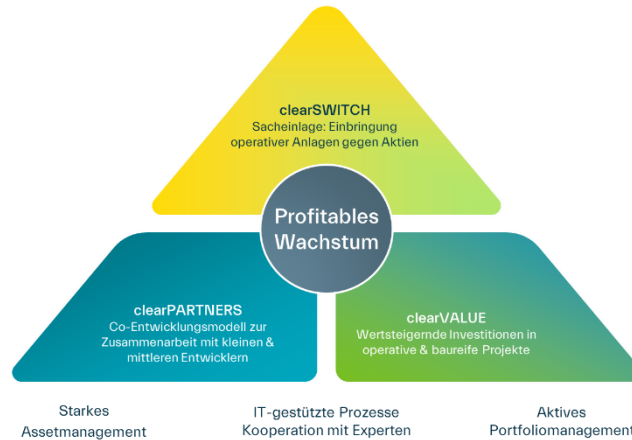 clearSWITCH
Sacheinlage: Einbringung
operativer Anlagen gegen Aktien
Profitables
Wachstum
clearPARTNERS
Co-Entwicklungsmodell zur
Zusammenarbeit mit kleinen &
mittleren Entwicklern
clearVALUE
Wertsteigernde Investitionen in
operative & baureife Projekte
Starkes
Assetmanagement
IT-gestützte Prozesse
Kooperation mit Experten
Aktives
Portfoliomanagement